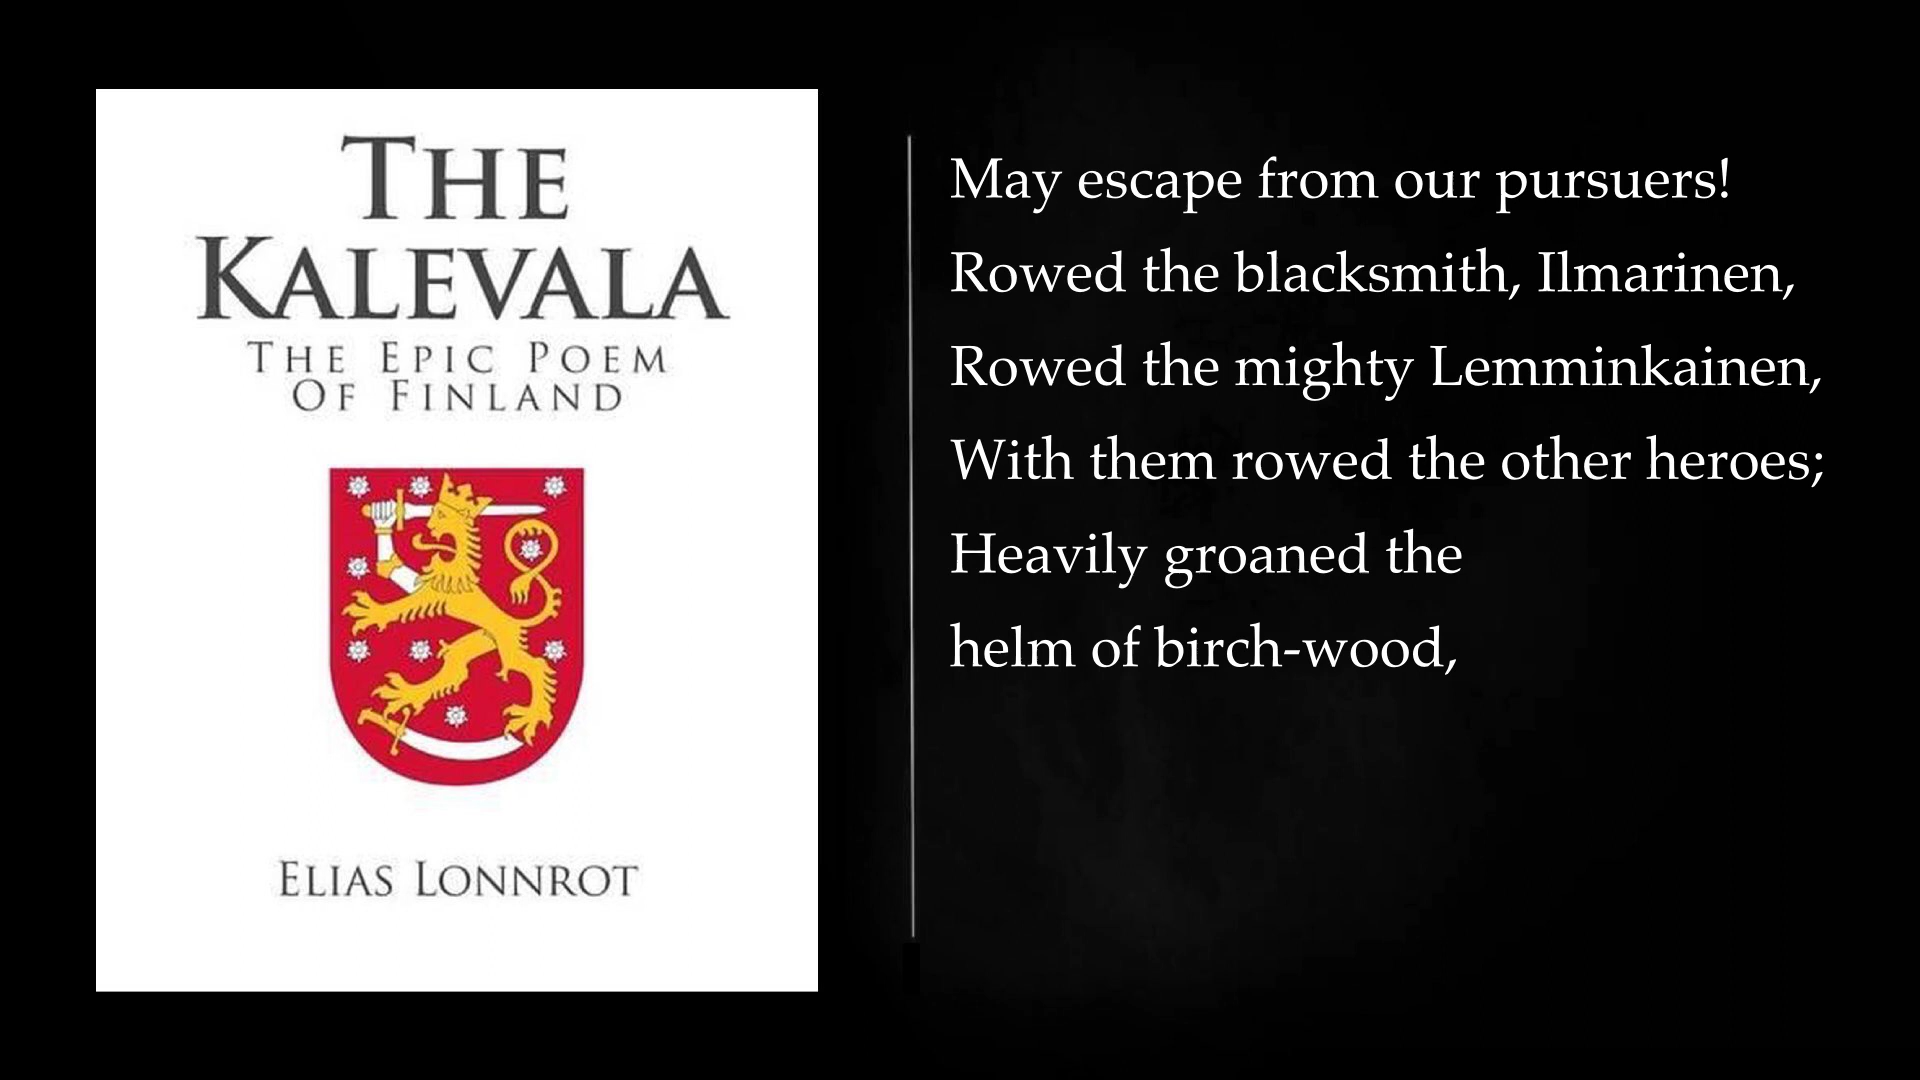 THE
KALEVALA
THE EPIC POEM
OF FINLAND
ELIAS LONNROT
May escape from our pursuers!
Rowed the blacksmith, Ilmarinen,
Rowed the mighty Lemminkainen,
With them rowed the other heroes;
Heavily groaned the
helm of birch-wood,